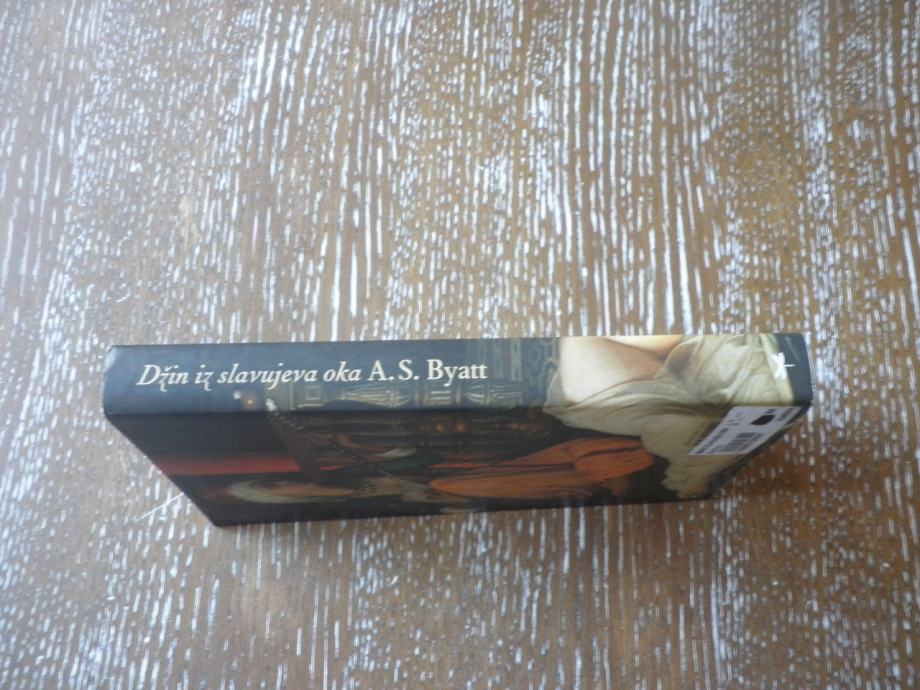 Džin iz slavujeva oka A. S. Byatt